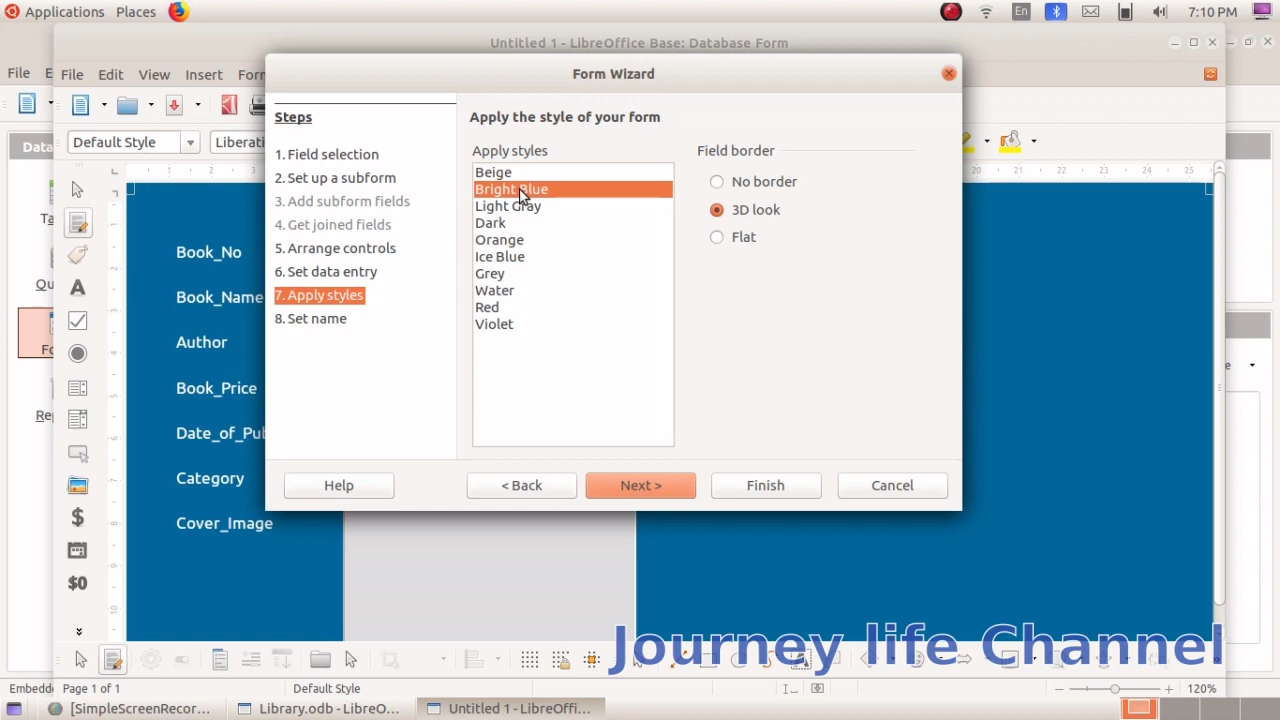 Applications Places En 7:10 PM
Untitled 1 - LibreOffice Base: Database Form
File E File Edit View Insert Form
Form Wizard
Default Style Liberati
Steps
1. Field selection
2. Set up a subform
3. Add subform fields
4. Get joined fields
5. Arrange controls
6. Set data entry
7. Apply styles
8. Set name
Apply the style of your form
Apply styles
Beige
Bright Blue
Light Gray
Dark
Orange
Ice Blue
Grey
Water
Red
Violet
Field border
No border
3D look
Flat
Help < Back Next > Finish Cancel
Book_No
Book_Name
Author
Book_Price
Date_of_Pub
Category
Cover_Image
Journey life Channel
Page 1 of 1 Default Style 120%
[SimpleScreenRecor... Library.odb - LibreO... Untitled 1 - LibreOffi...